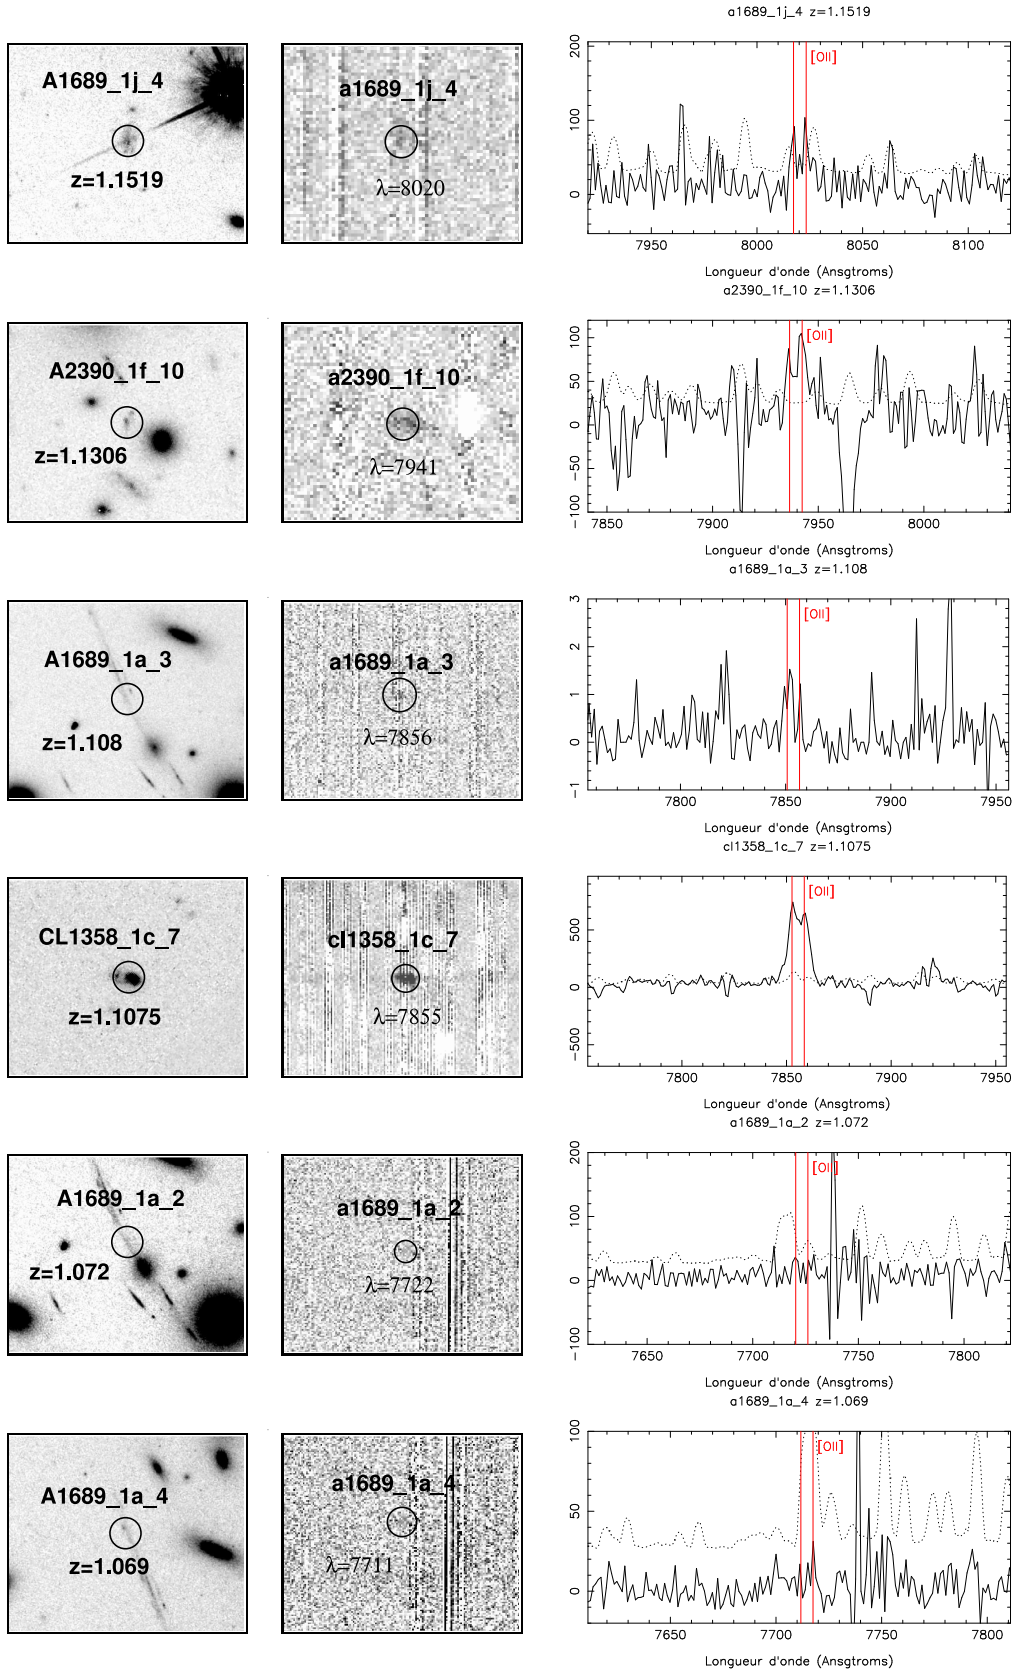 a1689_1j_4 z=1.1519
A1689_1j_4
z=1.1519
a1689_1j_4
λ=8020
[OII]
200
100
0
7950 8000 8050 8100
Longueur d'onde (Ansgtroms)
a2390_1f_10 z=1.1306
A2390_1f_10
z=1.1306
a2390_1f_10
λ=7941
[OII]
100
50
0
-50
-100
7850 7900 7950 8000
Longueur d'onde (Ansgtroms)
a1689_1a_3 z=1.108
A1689_1a_3
z=1.108
a1689_1a_3
λ=7856
[OII]
3
2
1
0
-1
7800 7850 7900 7950
Longueur d'onde (Ansgtroms)
cl1358_1c_7 z=1.1075
CL1358_1c_7
z=1.1075
cl1358_1c_7
λ=7855
[OII]
500
0
-500
7800 7850 7900 7950
Longueur d'onde (Ansgtroms)
a1689_1a_2 z=1.072
A1689_1a_2
z=1.072
a1689_1a_2
λ=7722
[OII]
200
100
0
-100
7650 7700 7750 7800
Longueur d'onde (Ansgtroms)
a1689_1a_4 z=1.069
A1689_1a_4
z=1.069
a1689_1a_4
λ=7711
[OII]
100
50
0
7650 7700 7750 7800
Longueur d'onde (Ansgtroms)